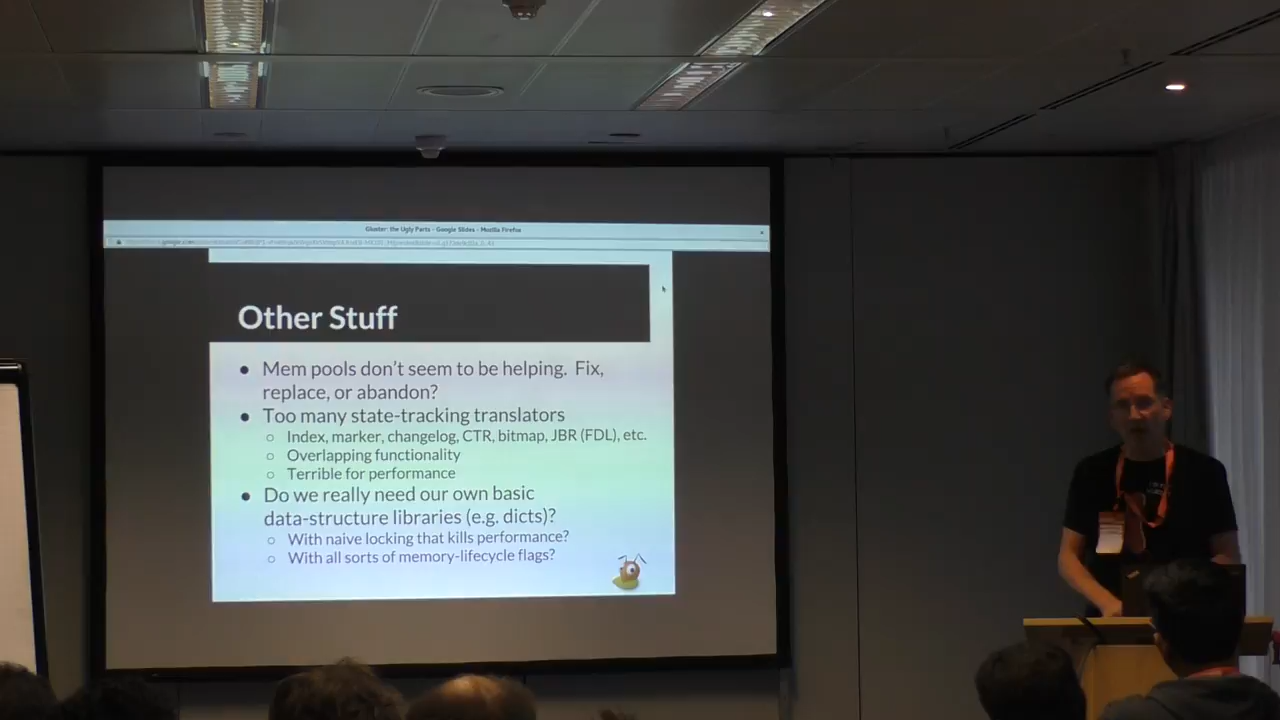 Gluster: the Ugly Parts - Google Slides - Mozilla Firefox
Other Stuff
● Mem pools don't seem to be helping. Fix,
replace, or abandon?
● Too many state-tracking translators
○ Index, marker, changelog, CTR, bitmap, JBR (FDL), etc.
○ Overlapping functionality
○ Terrible for performance
● Do we really need our own basic
data-structure libraries (e.g. dicts)?
○ With naive locking that kills performance?
○ With all sorts of memory-lifecycle flags?